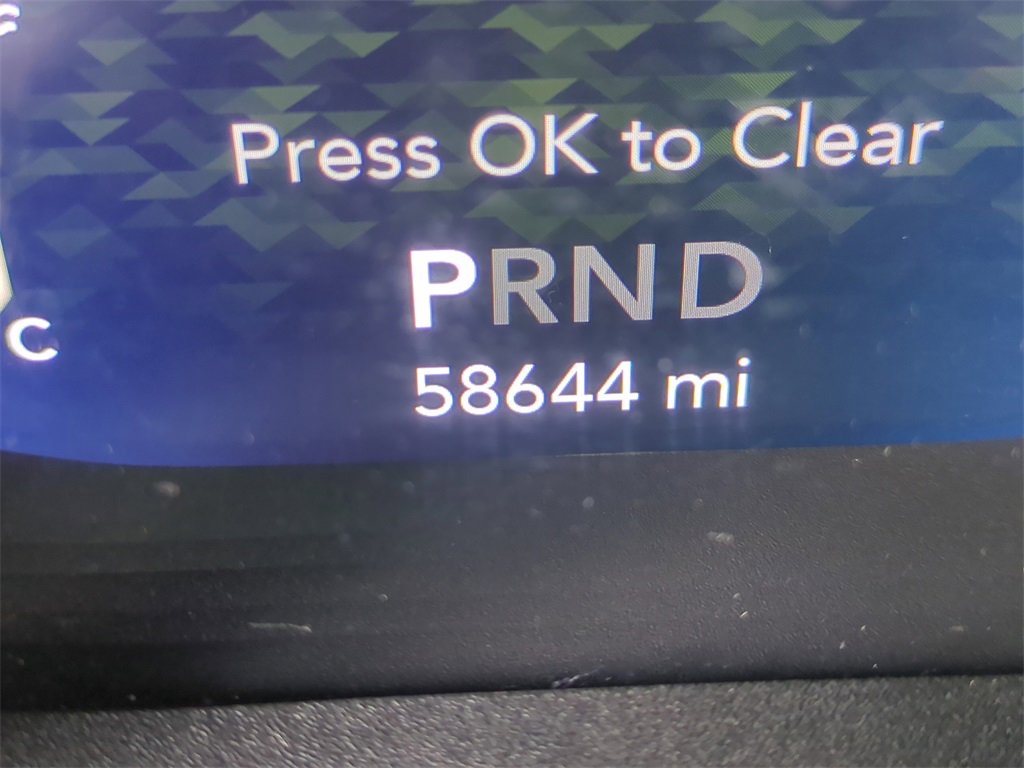 Press OK to Clear
PRND
58644 mi
C